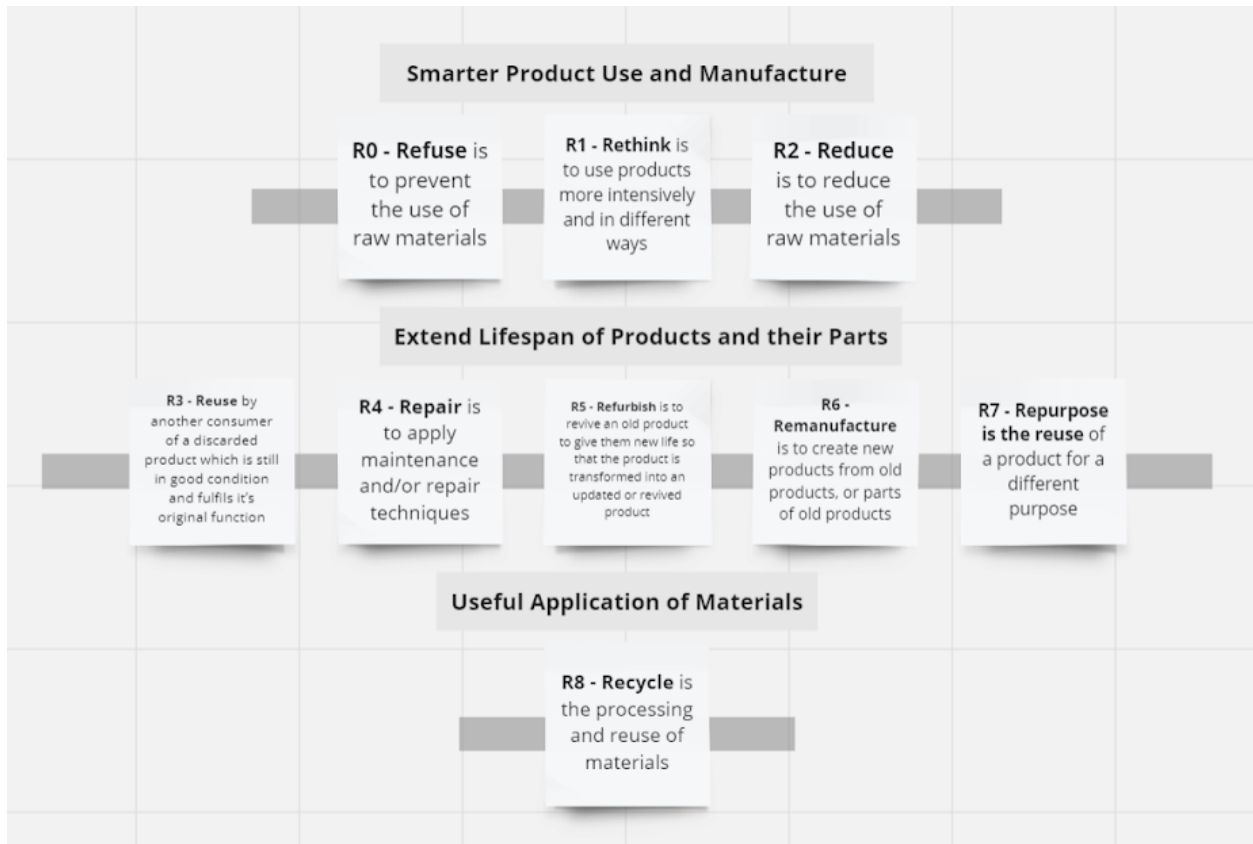 Smarter Product Use and Manufacture
R0 - Refuse is
to prevent
the use of
raw materials
R1 - Rethink is
to use products
more intensively
and in different
ways
R2 - Reduce
is to reduce
the use of
raw materials
Extend Lifespan of Products and their Parts
R3 - Reuse by
another consumer
of a discarded
product which is still
in good condition
and fulfils it's
original function
R4 - Repair is
to apply
maintenance
and/or repair
techniques
R5 - Refurbish is to
revive an old product
to give them new life so
that the product is
transformed into an
updated or revived
product
R6 -
Remanufacture
is to create new
products from old
products, or parts
of old products
R7 - Repurpose
is the reuse of
a product for a
different
purpose
Useful Application of Materials
R8 - Recycle is
the processing
and reuse of
materials